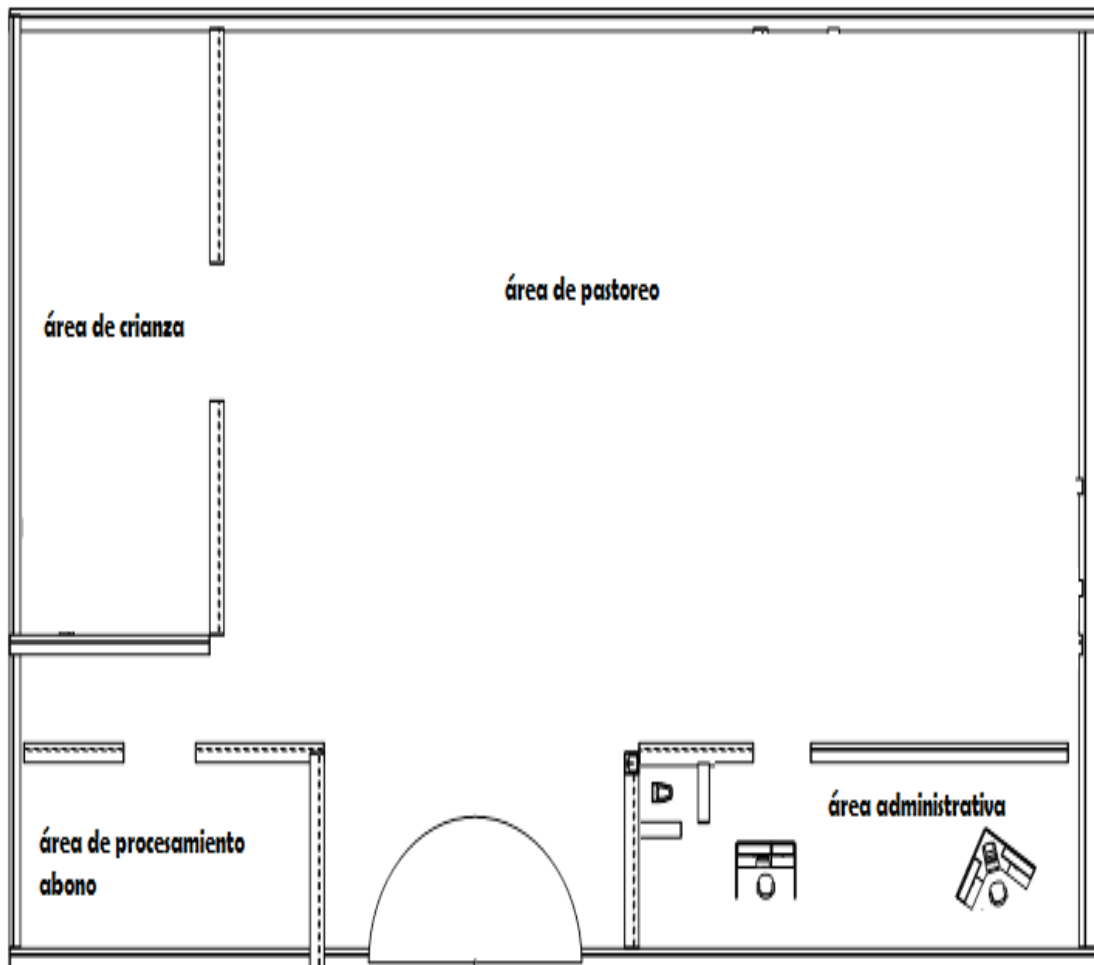 área de pastoreo
área de crianza
área administrativa
área de procesamiento
abono